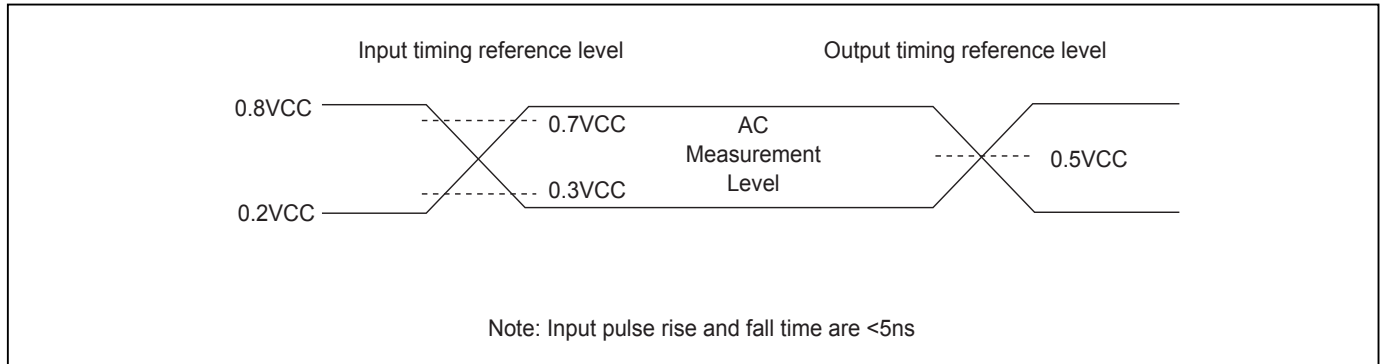 Input timing reference level
Output timing reference level
0.8VCC
0.7VCC
AC
Measurement
Level
0.5VCC
0.3VCC
0.2VCC
Note: Input pulse rise and fall time are <5ns